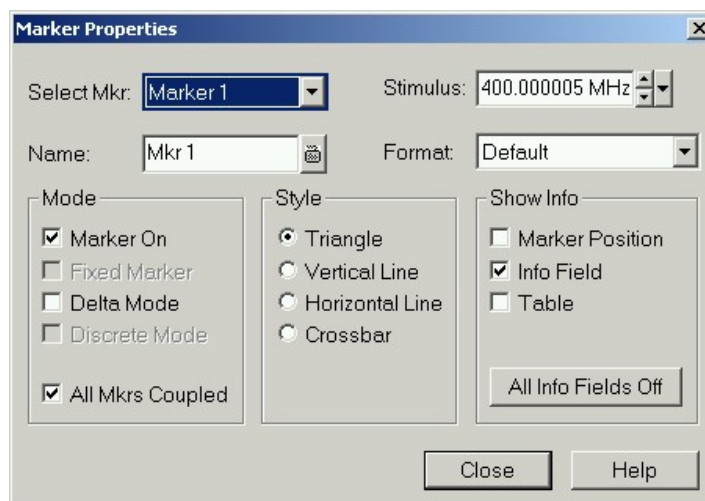 Marker Properties
Select Mkr: Marker 1 Stimulus: 400.000005 MHz
Name: Mkr 1 Format: Default
Mode
Marker On
Fixed Marker
Delta Mode
Discrete Mode
All Mkrs Coupled
Style
Triangle
Vertical Line
Horizontal Line
Crossbar
Show Info
Marker Position
Info Field
Table
All Info Fields Off
Close Help